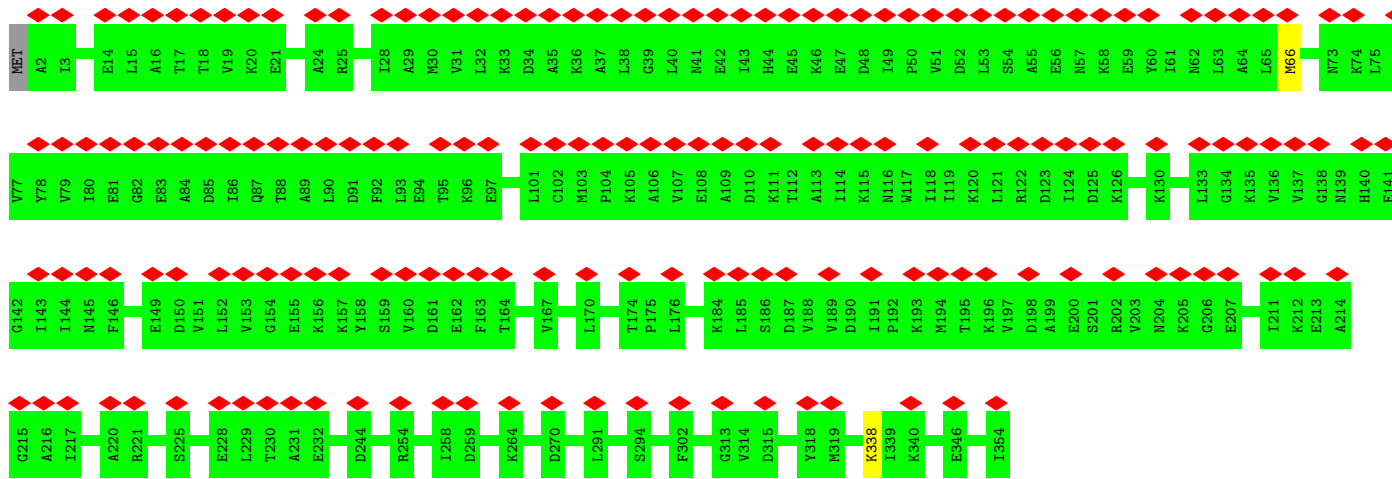 MET A2 I3 E14 L15 A16 T17 T18 V19 K20 E21 A24 R25 I28 A29 M30 V31 L32 K33 D34 A35 K36 A37 L38 G39 L40 N41 E42 I43 H44 E45 K46 E47 D48 I49 P50 V51 D52 L53 S54 A55 E56 N57 K58 E59 Y60 I61 N62 L63 A64 L65 M66 N73 K74 L75
V77 Y78 V79 I80 E81 G82 E83 A84 D85 I86 Q87 T88 A89 L90 D91 F92 L93 E94 T95 K96 E97 L101 C102 M103 P104 K105 A106 V107 E108 A109 D110 K111 T112 A113 I114 K115 N116 W117 I118 I119 K120 L121 R122 D123 I124 D125 K126 K130 L133 G134 K135 V136 V137 G138 N139 H140 E141
G142 I143 I144 N145 F146 E149 D150 V151 L152 V153 G154 E155 K156 K157 Y158 S159 V160 D161 E162 F163 T164 V167 L170 T174 P175 L176 K184 L185 S186 D187 V188 V189 D190 I191 P192 K193 M194 T195 K196 V197 D198 A199 E200 S201 R202 V203 N204 K205 G206 E207 I211 K212 E213 A214
G215 A216 I217 A220 R221 S225 E228 L229 T230 A231 E232 D244 R254 I258 D259 K264 D270 L291 S294 F302 G313 V314 D315 Y318 M319 K338 I339 K340 E346 I354